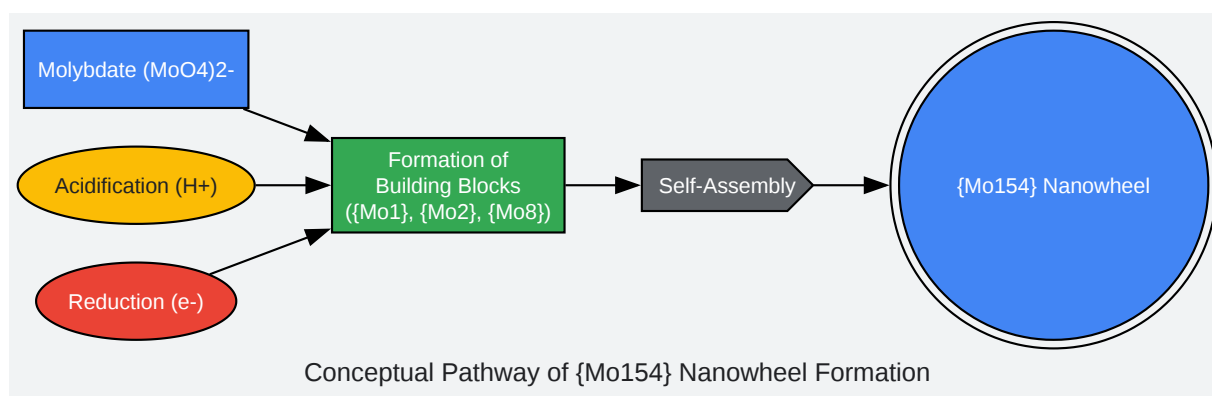 Molybdate (MoO4)2-
Acidification (H+)
Reduction (e-)
Formation of
Building Blocks
({Mo1}, {Mo2}, {Mo8})
Self-Assembly
{Mo154} Nanowheel
Conceptual Pathway of {Mo154} Nanowheel Formation